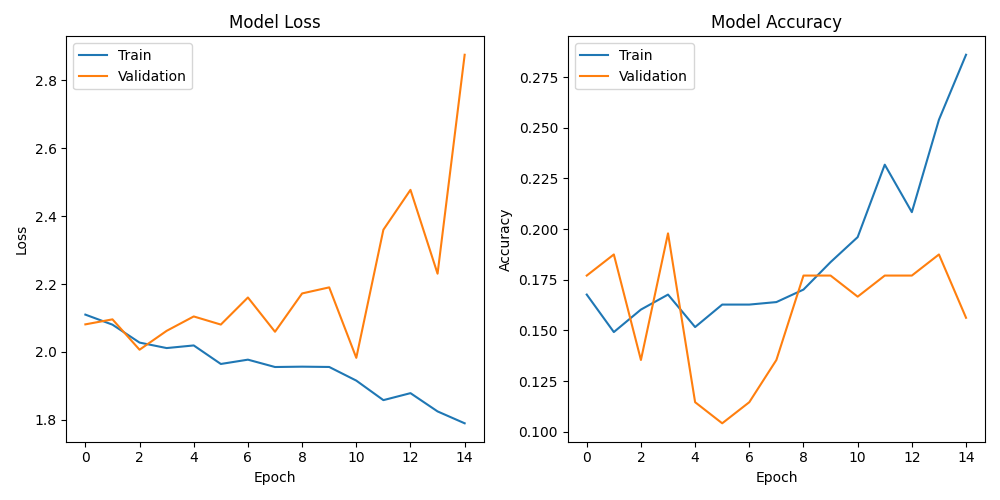 Model Loss
Train
Validation
2.8
2.6
2.4
2.2
2.0
1.8
Loss
0 2 4 6 8 10 12 14
Epoch
Model Accuracy
Train
Validation
0.275
0.250
0.225
0.200
0.175
0.150
0.125
0.100
Accuracy
0 2 4 6 8 10 12 14
Epoch